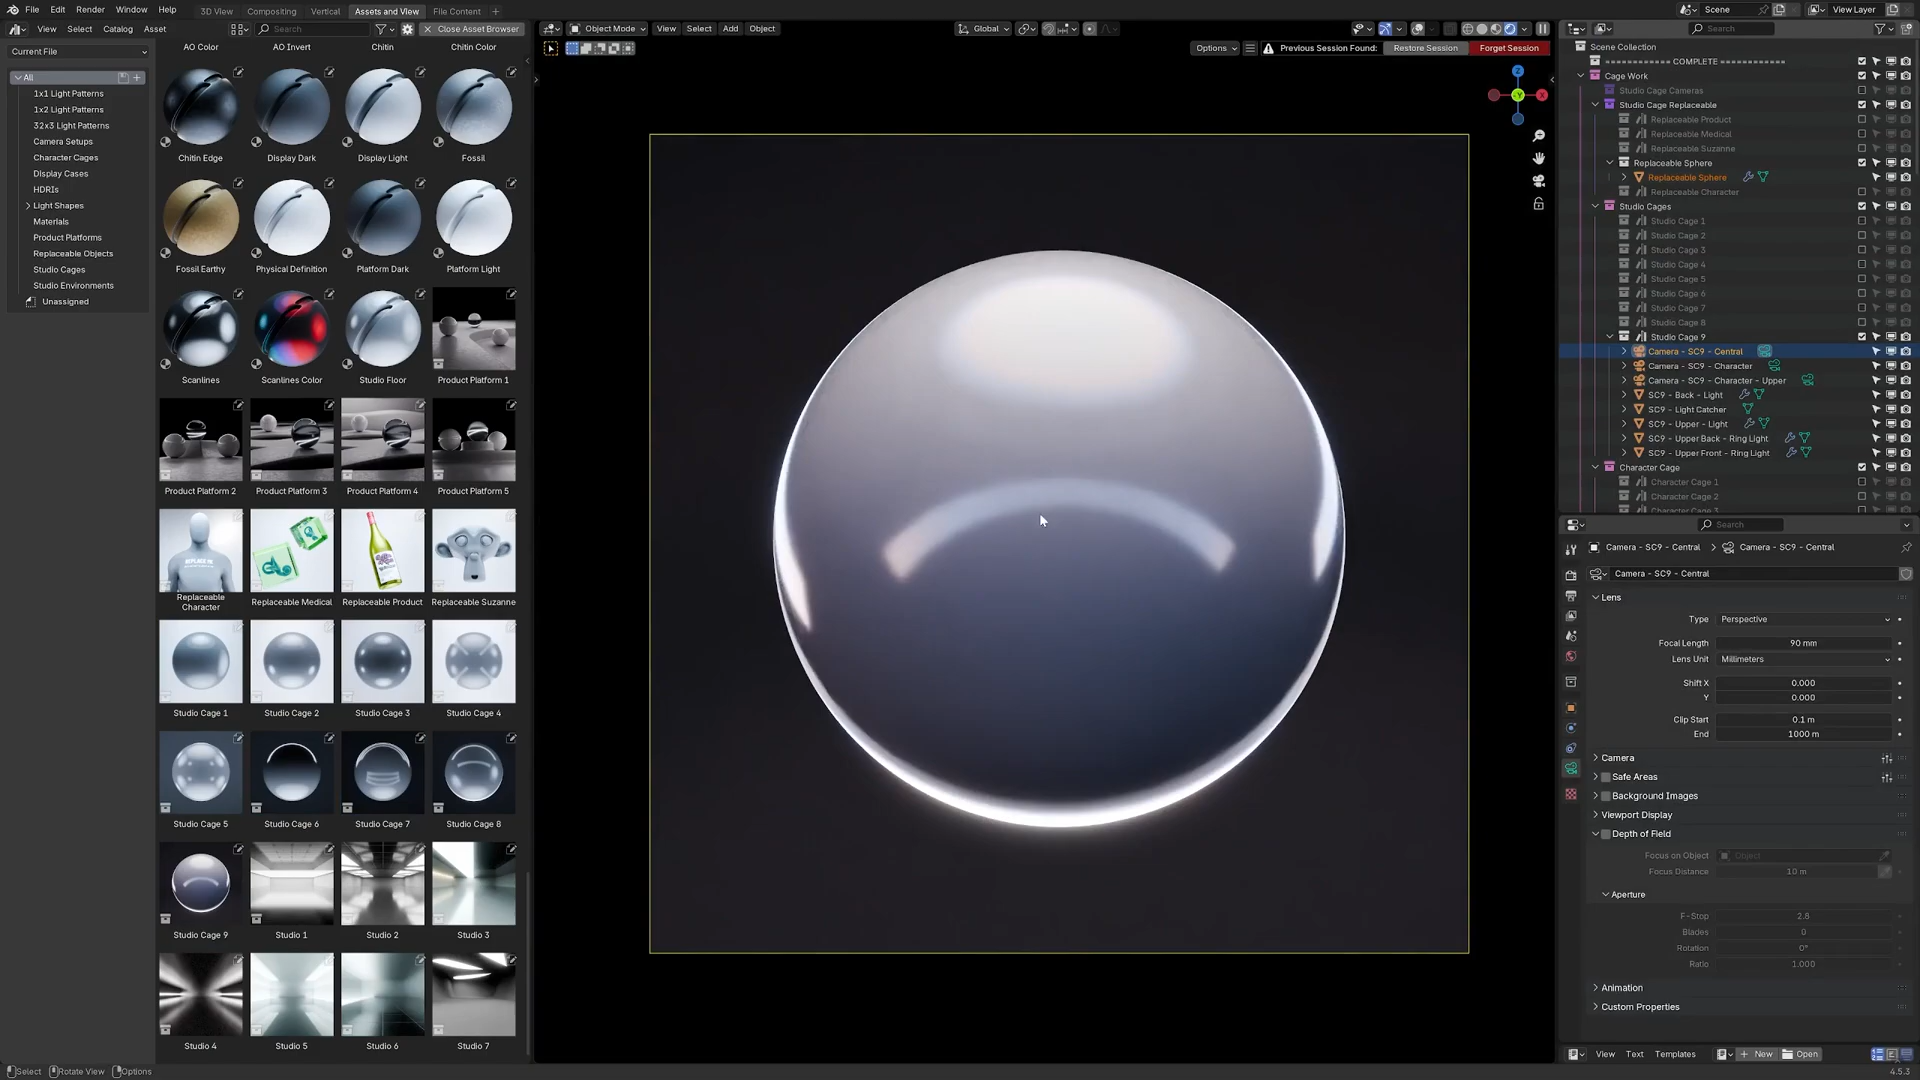 File Edit Render Window Help 3D View Compositing Vertical Assets and View File Content + Scene View Layer
View Select Catalog Asset Search Close Asset Browser
Object Mode View Select Add Object Global
Options Previous Session Found: Restore Session Forget Session
Current File
All
1x1 Light Patterns
1x2 Light Patterns
32x3 Light Patterns
Camera Setups
Character Cages
Display Cases
HDRIs
Light Shapes
Materials
Product Platforms
Replaceable Objects
Studio Cages
Studio Environments
Unassigned
AO Color AO Invert Chitin Chitin Color
Chitin Edge Display Dark Display Light Fossil
Fossil Earthy Physical Definition Platform Dark Platform Light
Scanlines Scanlines Color Studio Floor Product Platform 1
Product Platform 2 Product Platform 3 Product Platform 4 Product Platform 5
REPLACE ME
Replaceable Character Replaceable Medical Replaceable Product Replaceable Suzanne
Studio Cage 1 Studio Cage 2 Studio Cage 3 Studio Cage 4
Studio Cage 5 Studio Cage 6 Studio Cage 7 Studio Cage 8
Studio Cage 9 Studio 1 Studio 2 Studio 3
Studio 4 Studio 5 Studio 6 Studio 7
Z
-Y
X
Search
Scene Collection
============ COMPLETE ============
Cage Work
Studio Cage Cameras
Studio Cage Replaceable
Replaceable Product
Replaceable Medical
Replaceable Suzanne
Replaceable Sphere
Replaceable Sphere
Replaceable Character
Studio Cages
Studio Cage 1
Studio Cage 2
Studio Cage 3
Studio Cage 4
Studio Cage 5
Studio Cage 6
Studio Cage 7
Studio Cage 8
Studio Cage 9
Camera - SC9 - Central
Camera - SC9 - Character
Camera - SC9 - Character - Upper
SC9 - Back - Light
SC9 - Light Catcher
SC9 - Upper - Light
SC9 - Upper Back - Ring Light
SC9 - Upper Front - Ring Light
Character Cage
Character Cage 1
Character Cage 2
Character Cage 3
Search
Camera - SC9 - Central > Camera - SC9 - Central
Camera - SC9 - Central
Lens
Type Perspective
Focal Length 90 mm
Lens Unit Millimeters
Shift X 0.000
Y 0.000
Clip Start 0.1 m
End 1000 m
Camera
Safe Areas
Background Images
Viewport Display
Depth of Field
Focus on Object Object
Focus Distance 10 m
Aperture
F-Stop 2.8
Blades 0
Rotation 0°
Ratio 1.000
Animation
Custom Properties
View Text Templates + New Open
Select Rotate View Options 4.5.3